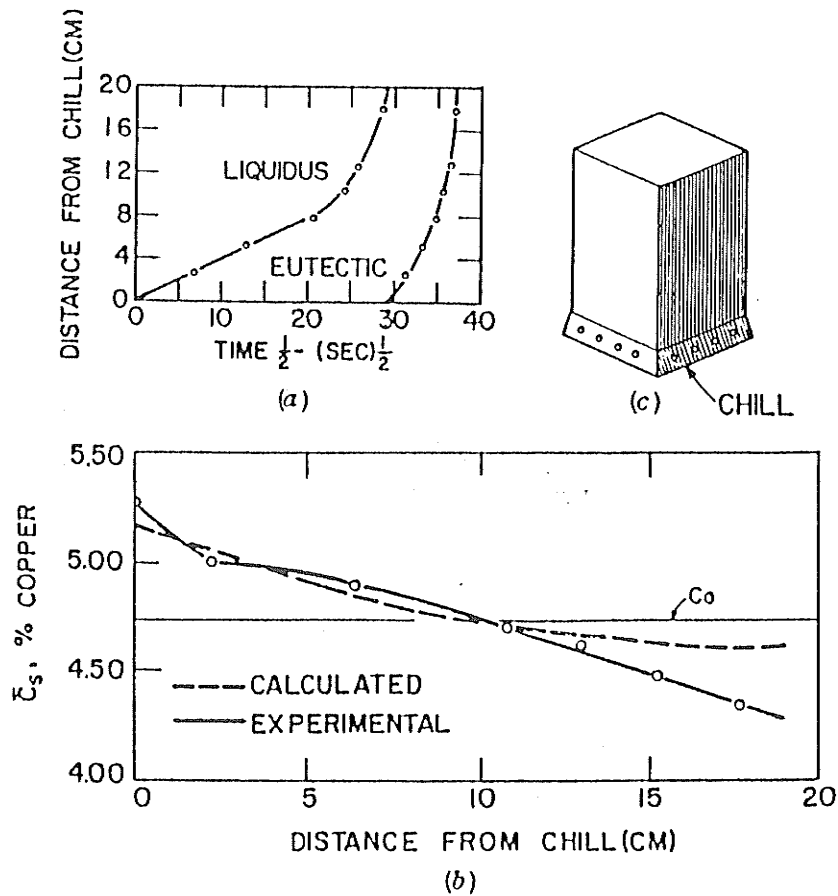 DISTANCE FROM CHILL(CM)
20
16
12
8
4
0
LIQUIDUS
EUTECTIC
0 10 20 30 40
TIME ½- (SEC)½
(a)
(c)
CHILL
C̄s, % COPPER
5.50
5.00
4.50
4.00
Co
CALCULATED
EXPERIMENTAL
0 5 10 15 20
DISTANCE FROM CHILL(CM)
(b)